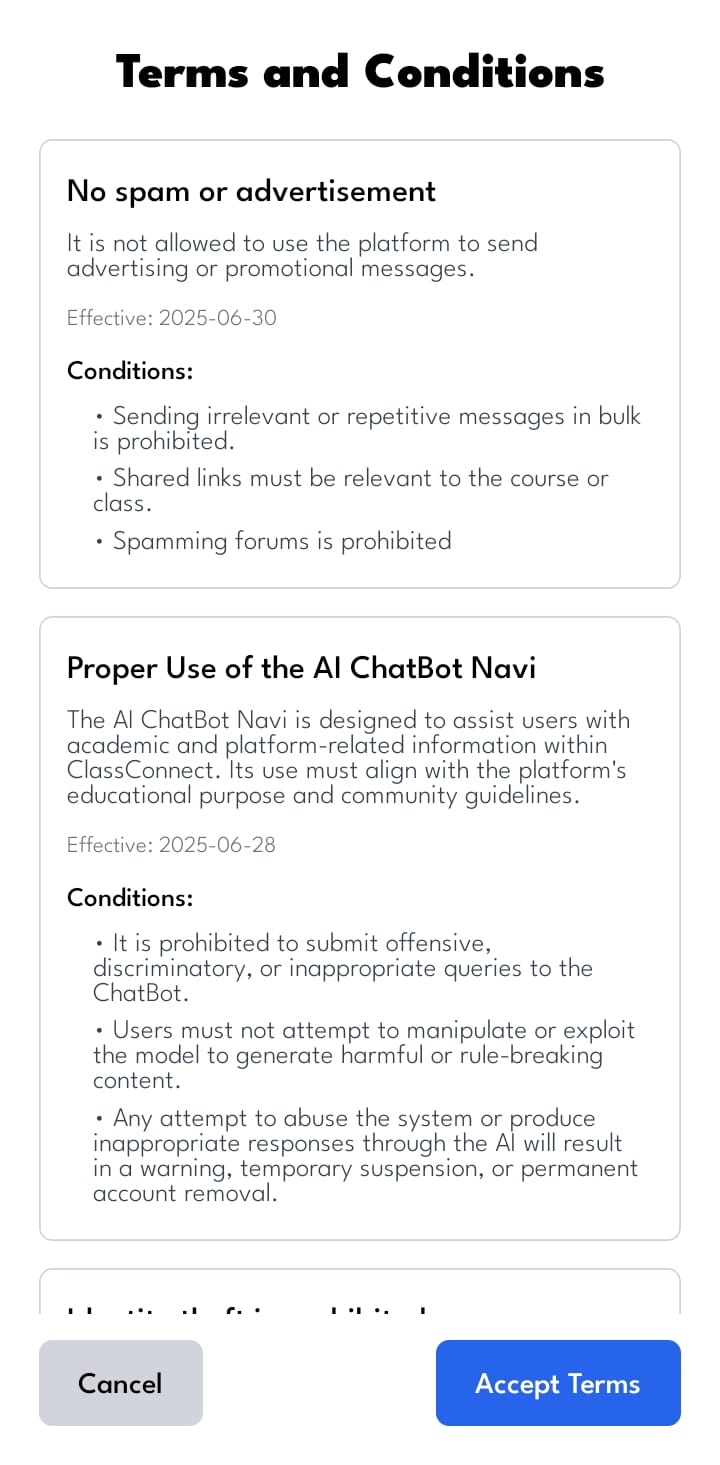 Terms and Conditions
No spam or advertisement
It is not allowed to use the platform to send
advertising or promotional messages.
Effective: 2025-06-30
Conditions:
• Sending irrelevant or repetitive messages in bulk
is prohibited.
• Shared links must be relevant to the course or
class.
• Spamming forums is prohibited
Proper Use of the AI ChatBot Navi
The AI ChatBot Navi is designed to assist users with
academic and platform-related information within
ClassConnect. Its use must align with the platform's
educational purpose and community guidelines.
Effective: 2025-06-28
Conditions:
• It is prohibited to submit offensive,
discriminatory, or inappropriate queries to the
ChatBot.
• Users must not attempt to manipulate or exploit
the model to generate harmful or rule-breaking
content.
• Any attempt to abuse the system or produce
inappropriate responses through the AI will result
in a warning, temporary suspension, or permanent
account removal.
Cancel
Accept Terms